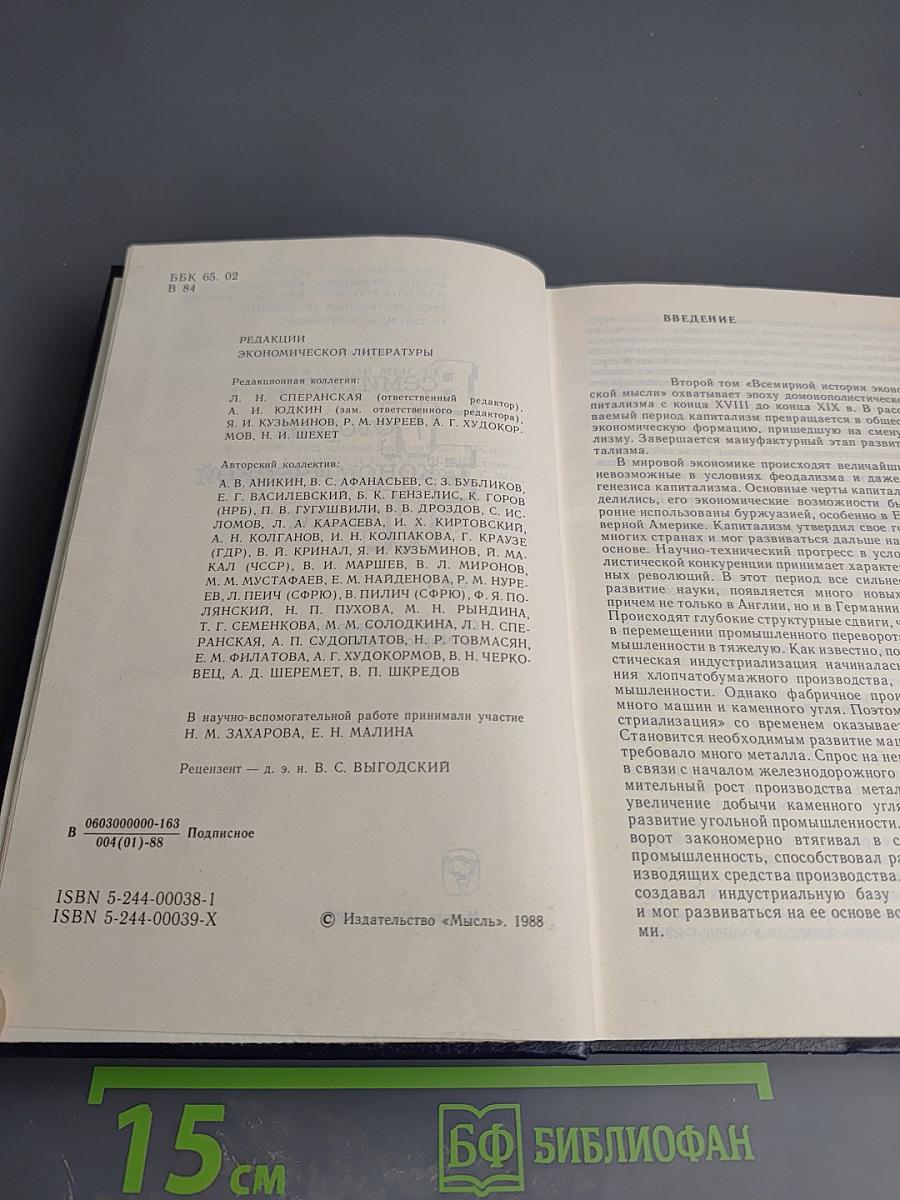 ББК 65. 02
В 84
РЕДАКЦИИ
ЭКОНОМИЧЕСКОЙ ЛИТЕРАТУРЫ
Редакционная коллегия:
Л. Н. СПЕРАНСКАЯ (ответственный редактор),
А. И. ЮДКИН (зам. ответственного редактора),
Я. И. КУЗЬМИНОВ, Р. М. НУРЕЕВ, А. Г. ХУДОКОР-
МОВ, Н. И. ШЕХЕТ
Авторский коллектив:
А. В. АНИКИН, В. С. АФАНАСЬЕВ, С. З. БУБЛИКОВ,
Е. Г. ВАСИЛЕВСКИЙ, Б. К. ГЕНЗЕЛИС, К. ГОРОВ
(НРБ), П. В. ГУГУШВИЛИ, В. В. ДРОЗДОВ, С. ИС-
ЛОМОВ, Л. А. КАРАСЕВА, И. Х. КИРТОВСКИЙ,
А. Н. КОЛГАНОВ, И. Н. КОЛПАКОВА, Г. КРАУЗЕ
(ГДР), В. Й. КРИНАЛ, Я. И. КУЗЬМИНОВ, Й. МА-
КАЛ (ЧССР), В. И. МАРШЕВ, В. Л. МИРОНОВ,
М. М. МУСТАФАЕВ, Е. М. НАЙДЕНОВА, Р. М. НУРЕ-
ЕВ, Л. ПЕИЧ (СФРЮ), В. ПИЛИЧ (СФРЮ), Ф. Я. ПО-
ЛЯНСКИЙ, Н. П. ПУХОВА, М. Н. РЫНДИНА,
Т. Г. СЕМЕНКОВА, М. М. СОЛОДКИНА, Л. Н. СПЕ-
РАНСКАЯ, А. П. СУДОПЛАТОВ, Н. Р. ТОВМАСЯН,
Е. М. ФИЛАТОВА, А. Г. ХУДОКОРМОВ, В. Н. ЧЕРКО-
ВЕЦ, А. Д. ШЕРЕМЕТ, В. П. ШКРЕДОВ
В научно-вспомогательной работе принимали участие
Н. М. ЗАХАРОВА, Е. Н. МАЛИНА
Рецензент — д. э. н. В. С. ВЫГОДСКИЙ
В 0603000000-163
004(01)-88 Подписное
ISBN 5-244-00038-1
ISBN 5-244-00039-X
© Издательство «Мысль». 1988
ВВЕДЕНИЕ
Второй том «Всемирной истории эконо
ской мысли» охватывает эпоху домонополистическо
питализма с конца XVIII до конца XIX в. В расс
ваемый период капитализм превращается в общес
экономическую формацию, пришедшую на смену
лизму. Завершается мануфактурный этап развит
тализма.
В мировой экономике происходят величайши
невозможные в условиях феодализма и даже
генезиса капитализма. Основные черты капитал
делились, его экономические возможности бы
ронне использованы буржуазией, особенно в Е
верной Америке. Капитализм утвердил свое го
многих странах и мог развиваться дальше на
основе. Научно-технический прогресс в усло
листической конкуренции принимает характе
ных революций. В этот период все сильне
развитие науки, появляется много новых
причем не только в Англии, но и в Германии
Происходят глубокие структурные сдвиги, ч
в перемещении промышленного переворот
мышленности в тяжелую. Как известно, по
стическая индустриализация начиналас
ния хлопчатобумажного производства,
мышленности. Однако фабричное прои
много машин и каменного угля. Поэтом
стриализация» со временем оказывает
Становится необходимым развитие маш
требовало много металла. Спрос на не
в связи с началом железнодорожного
мительный рост производства метал
увеличение добычи каменного угля
развитие угольной промышленности.
ворот закономерно втягивал в с
промышленность, способствовал ра
изводящих средства производства.
создавал индустриальную базу
и мог развиваться на ее основе вс
ми.
15 см
БФ БИБЛИОФАН